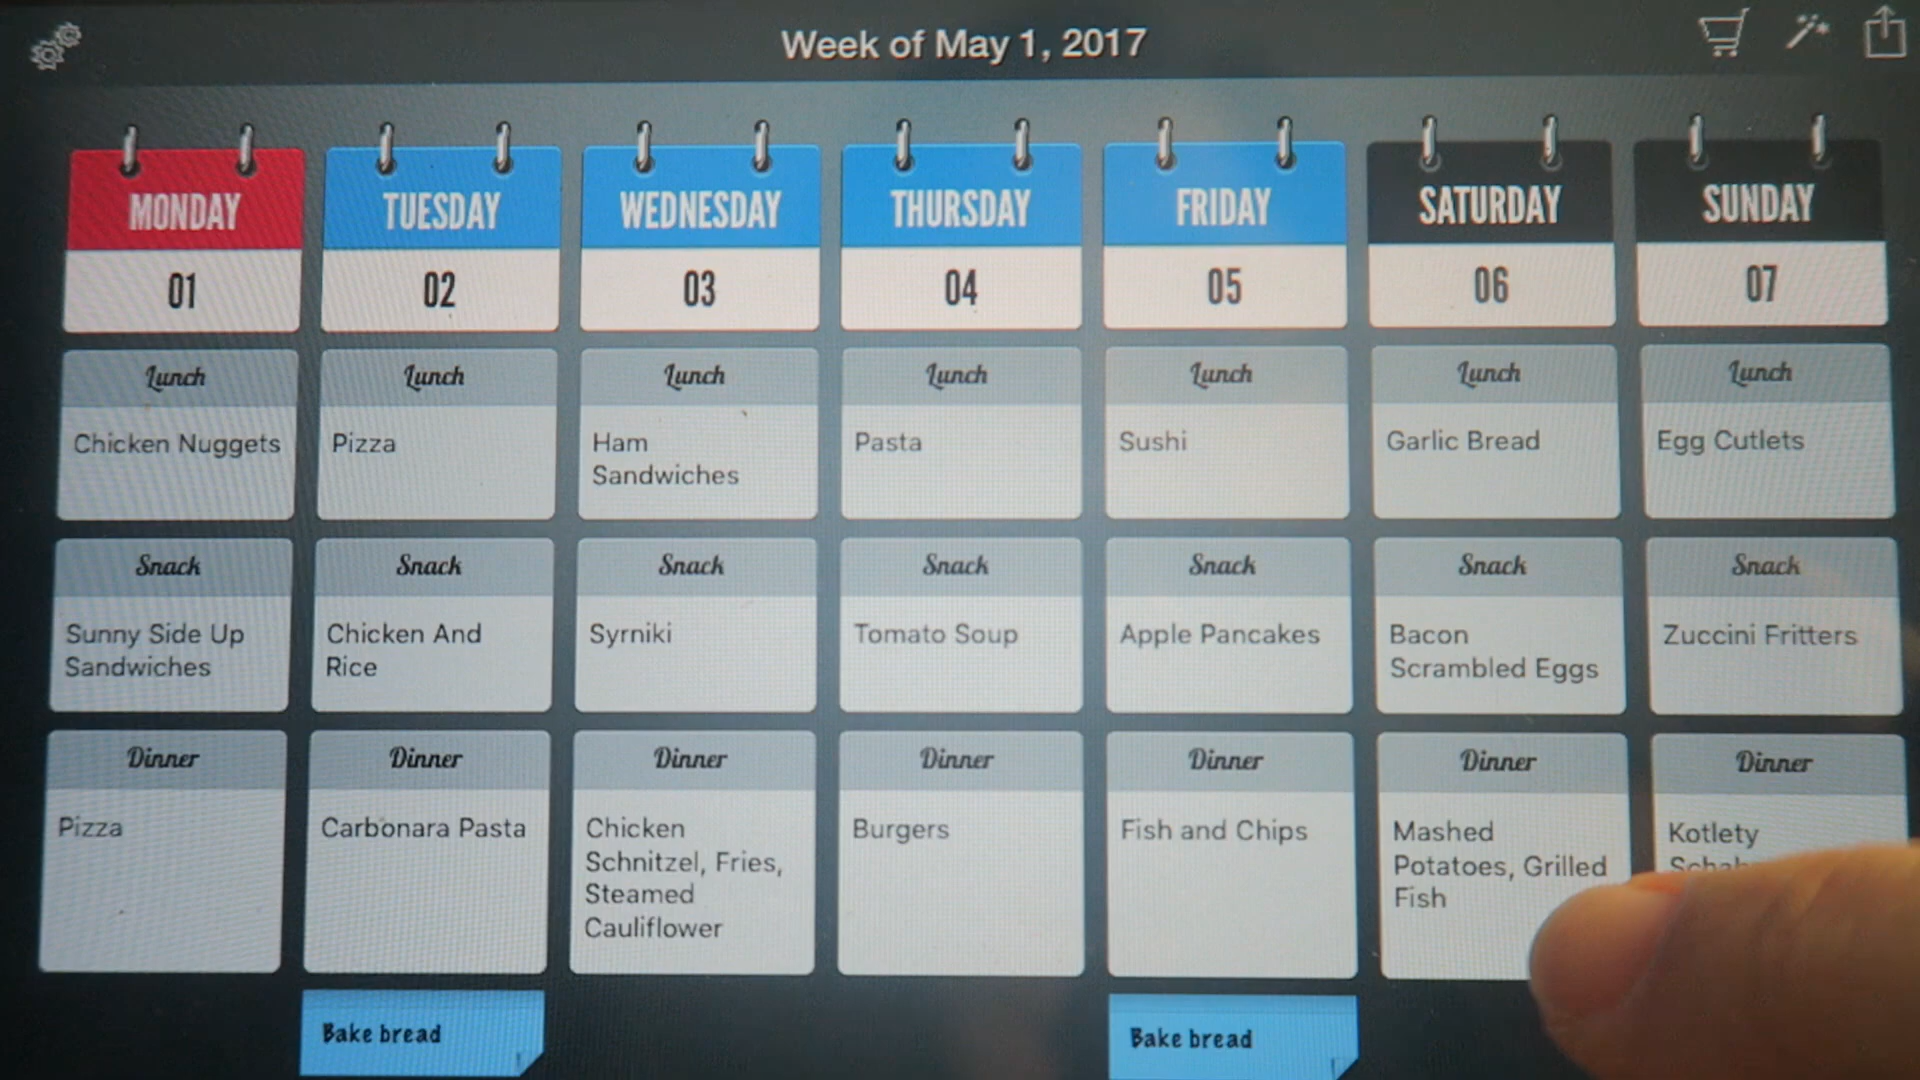 Week of May 1, 2017
MONDAY
TUESDAY
WEDNESDAY
THURSDAY
FRIDAY
SATURDAY
SUNDAY
01
02
03
04
05
06
07
Lunch
Lunch
Lunch
Lunch
Lunch
Lunch
Lunch
Chicken Nuggets
Pizza
Ham
Sandwiches
Pasta
Sushi
Garlic Bread
Egg Cutlets
Snack
Snack
Snack
Snack
Snack
Snack
Snack
Sunny Side Up
Sandwiches
Chicken And
Rice
Syrniki
Tomato Soup
Apple Pancakes
Bacon
Scrambled Eggs
Zuccini Fritters
Dinner
Dinner
Dinner
Dinner
Dinner
Dinner
Dinner
Pizza
Carbonara Pasta
Chicken
Schnitzel, Fries,
Steamed
Cauliflower
Burgers
Fish and Chips
Mashed
Potatoes, Grilled
Fish
Kotlety
Bake bread
Bake bread